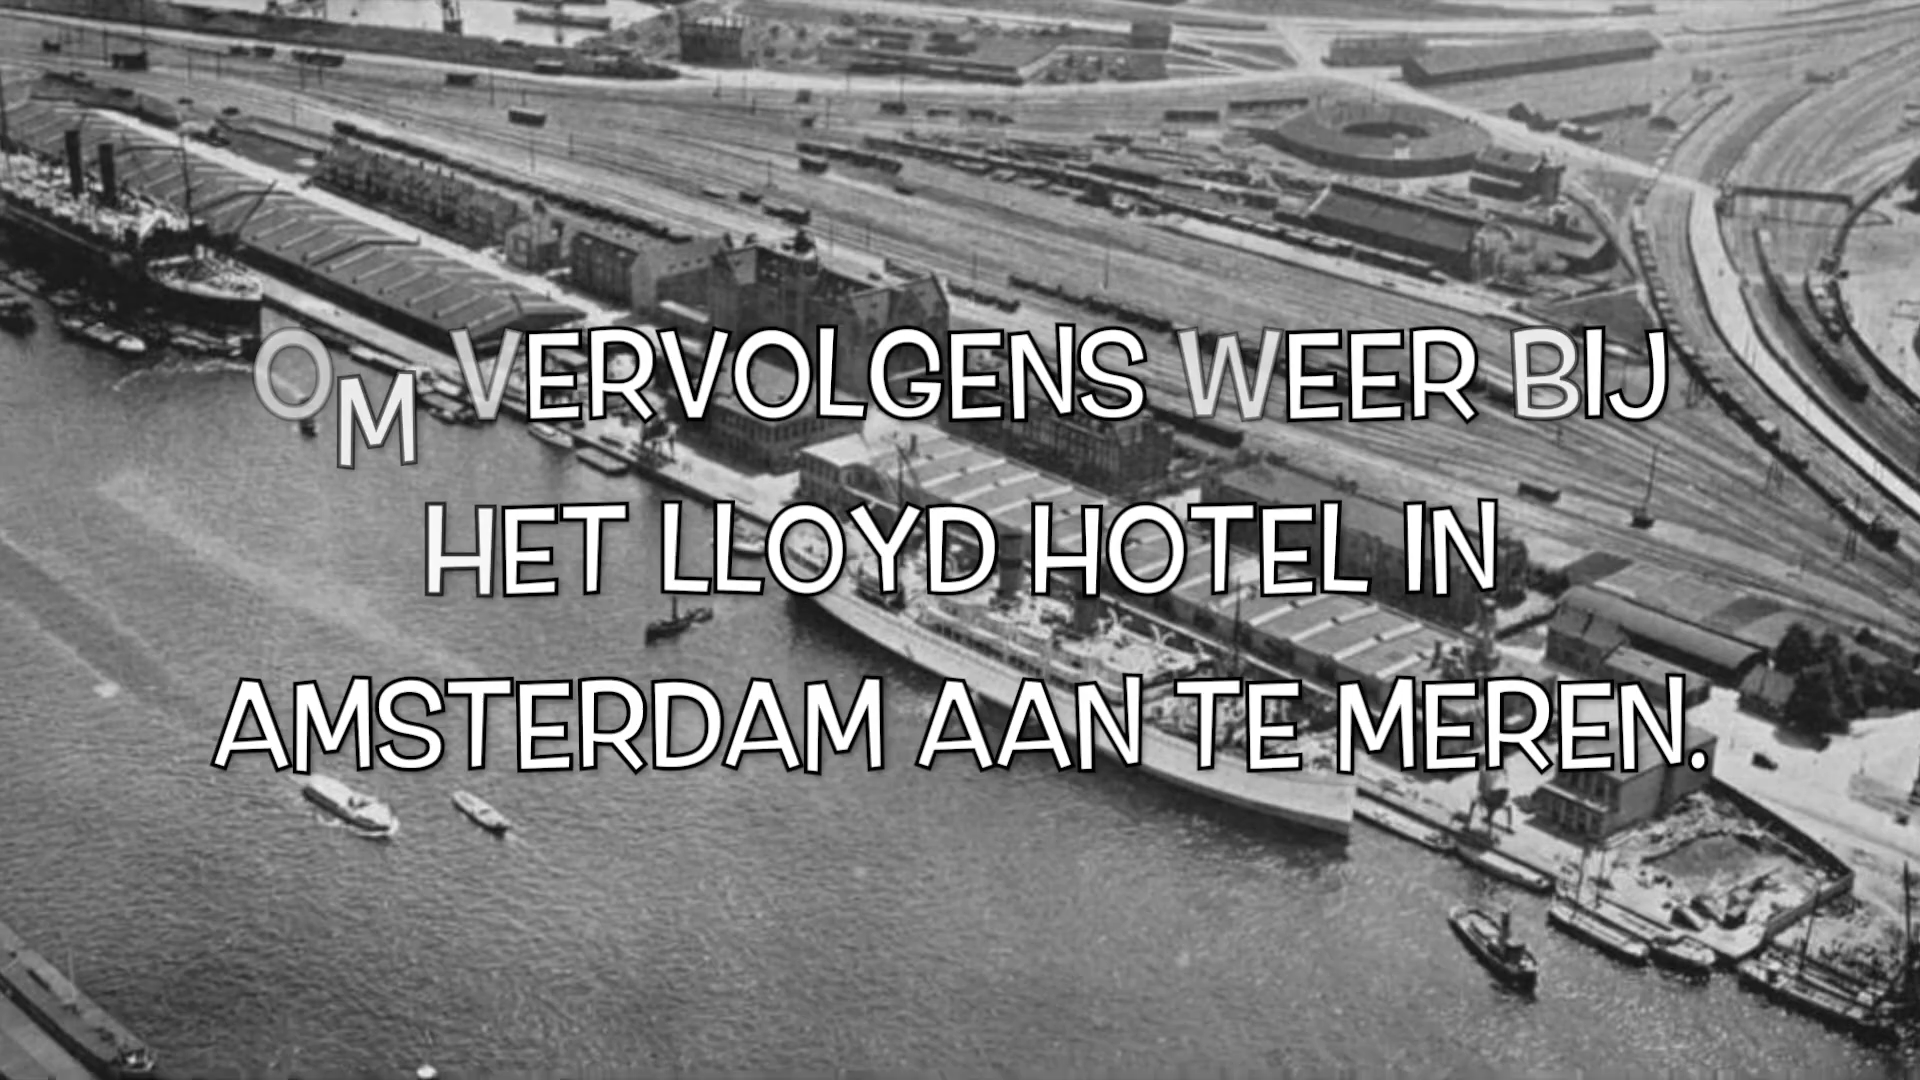 OM VERVOLGENS WEER BIJ
HET LLOYD HOTEL IN
AMSTERDAM AAN TE MEREN.